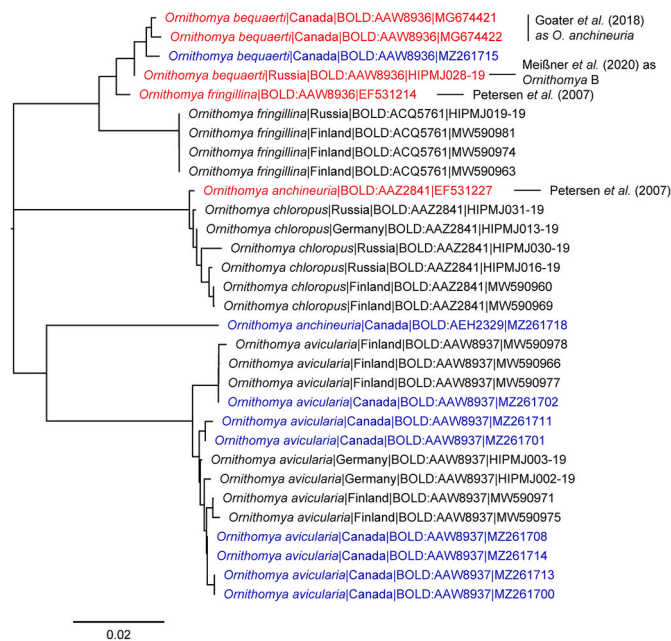 Ornithomya bequaerti|Canada|BOLD:AAW8936|MG674421
Ornithomya bequaerti|Canada|BOLD:AAW8936|MG674422
Goater et al. (2018)
as O. anchineuria
Ornithomya bequaerti|Canada|BOLD:AAW8936|MZ261715
Ornithomya bequaerti|Russia|BOLD:AAW8936|HIPMJ028-19
Meißner et al. (2020) as
Ornithomya B
Ornithomya fringillina|BOLD:AAW8936|EF531214
Petersen et al. (2007)
Ornithomya fringillina|Russia|BOLD:ACQ5761|HIPMJ019-19
Ornithomya fringillina|Finland|BOLD:ACQ5761|MW590981
Ornithomya fringillina|Finland|BOLD:ACQ5761|MW590974
Ornithomya fringillina|Finland|BOLD:ACQ5761|MW590963
Ornithomya anchineuria|BOLD:AAZ2841|EF531227
Petersen et al. (2007)
Ornithomya chloropus|Russia|BOLD:AAZ2841|HIPMJ031-19
Ornithomya chloropus|Germany|BOLD:AAZ2841|HIPMJ013-19
Ornithomya chloropus|Russia|BOLD:AAZ2841|HIPMJ030-19
Ornithomya chloropus|Russia|BOLD:AAZ2841|HIPMJ016-19
Ornithomya chloropus|Finland|BOLD:AAZ2841|MW590960
Ornithomya chloropus|Finland|BOLD:AAZ2841|MW590969
Ornithomya anchineuria|Canada|BOLD:AEH2329|MZ261718
Ornithomya avicularia|Finland|BOLD:AAW8937|MW590978
Ornithomya avicularia|Finland|BOLD:AAW8937|MW590966
Ornithomya avicularia|Finland|BOLD:AAW8937|MW590977
Ornithomya avicularia|Canada|BOLD:AAW8937|MZ261702
Ornithomya avicularia|Canada|BOLD:AAW8937|MZ261711
Ornithomya avicularia|Canada|BOLD:AAW8937|MZ261701
Ornithomya avicularia|Germany|BOLD:AAW8937|HIPMJ003-19
Ornithomya avicularia|Germany|BOLD:AAW8937|HIPMJ002-19
Ornithomya avicularia|Finland|BOLD:AAW8937|MW590971
Ornithomya avicularia|Finland|BOLD:AAW8937|MW590975
Ornithomya avicularia|Canada|BOLD:AAW8937|MZ261708
Ornithomya avicularia|Canada|BOLD:AAW8937|MZ261714
Ornithomya avicularia|Canada|BOLD:AAW8937|MZ261713
Ornithomya avicularia|Canada|BOLD:AAW8937|MZ261700
0.02